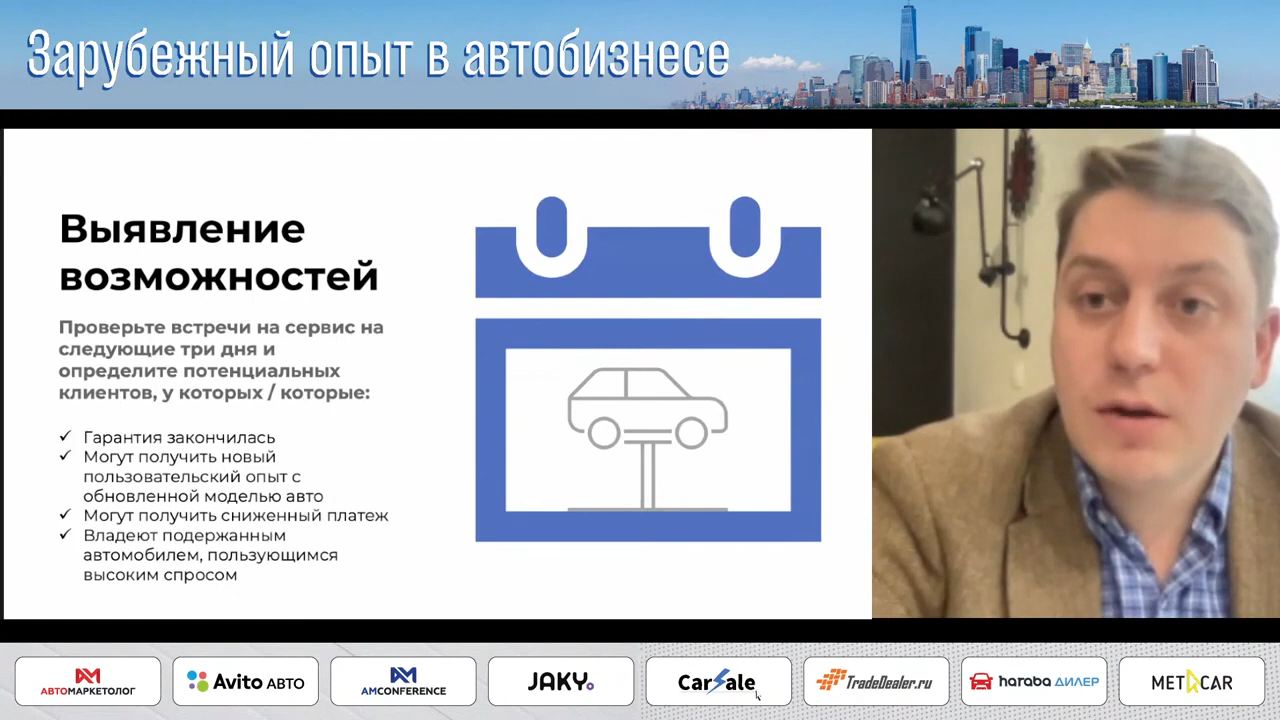 Зарубежный опыт в автобизнесе
Выявление
возможностей
Проверьте встречи на сервис на
следующие три дня и
определите потенциальных
клиентов, у которых / которые:
✓ Гарантия закончилась
✓ Могут получить новый
пользовательский опыт с
обновленной моделью авто
✓ Могут получить сниженный платеж
✓ Владеют подержанным
автомобилем, пользующимся
высоким спросом
АВТОМАРКЕТОЛОГ
Avito АВТО
AMCONFERENCE
JAKY
CarSale
TradeDealer.ru
haraba ДИЛЕР
METACAR